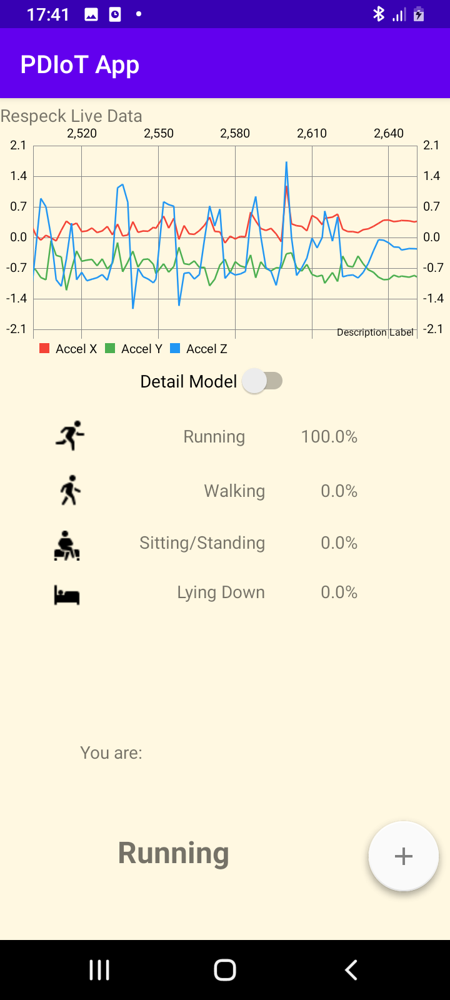 17:41
PDIoT App
Respeck Live Data
2,520 2,550 2,580 2,610 2,640
2.1 2.1
1.4 1.4
0.7 0.7
0.0 0.0
-0.7 -0.7
-1.4 -1.4
-2.1 Description Label -2.1
Accel X Accel Y Accel Z
Detail Model
Running 100.0%
Walking 0.0%
Sitting/Standing 0.0%
Lying Down 0.0%
You are:
Running
+